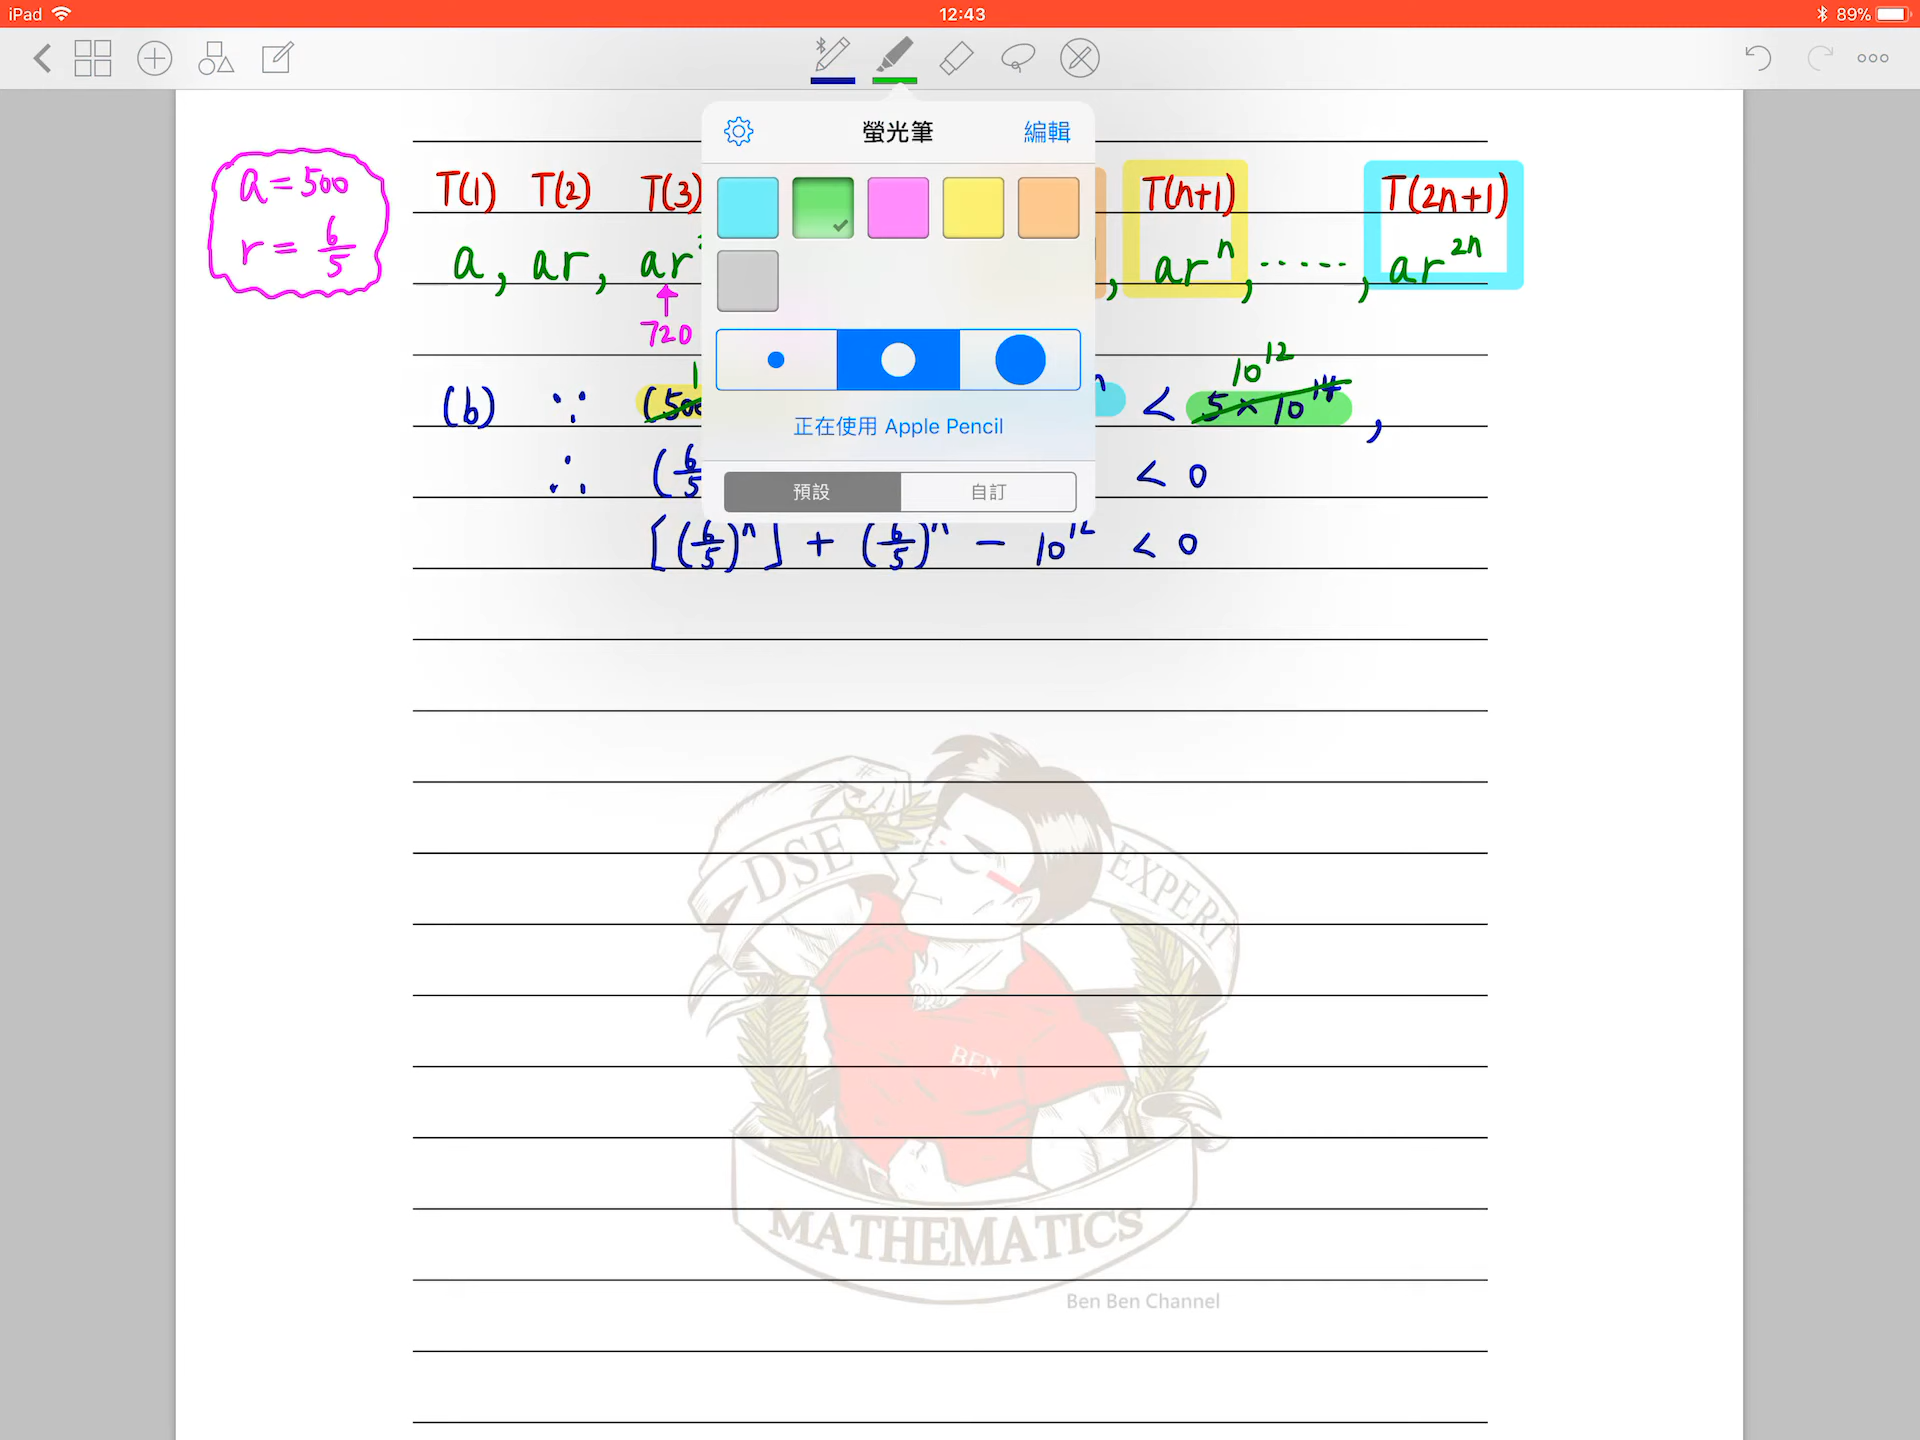 iPad 12:43 89%
螢光筆 編輯
a = 500
r = 6/5
T(1) T(2) T(3) T(n+1) T(2n+1)
a, ar, ar , ar^n, ......, ar^2n
720
10^12
(b) ∵ (500 < 5 × 10^14,
正在使用 Apple Pencil
∴ (6/5 < 0
預設 自訂
[(6/5)^n] + (6/5)^n − 10^12 < 0
DSE EXPERT
BEN
MATHEMATICS
Ben Ben Channel